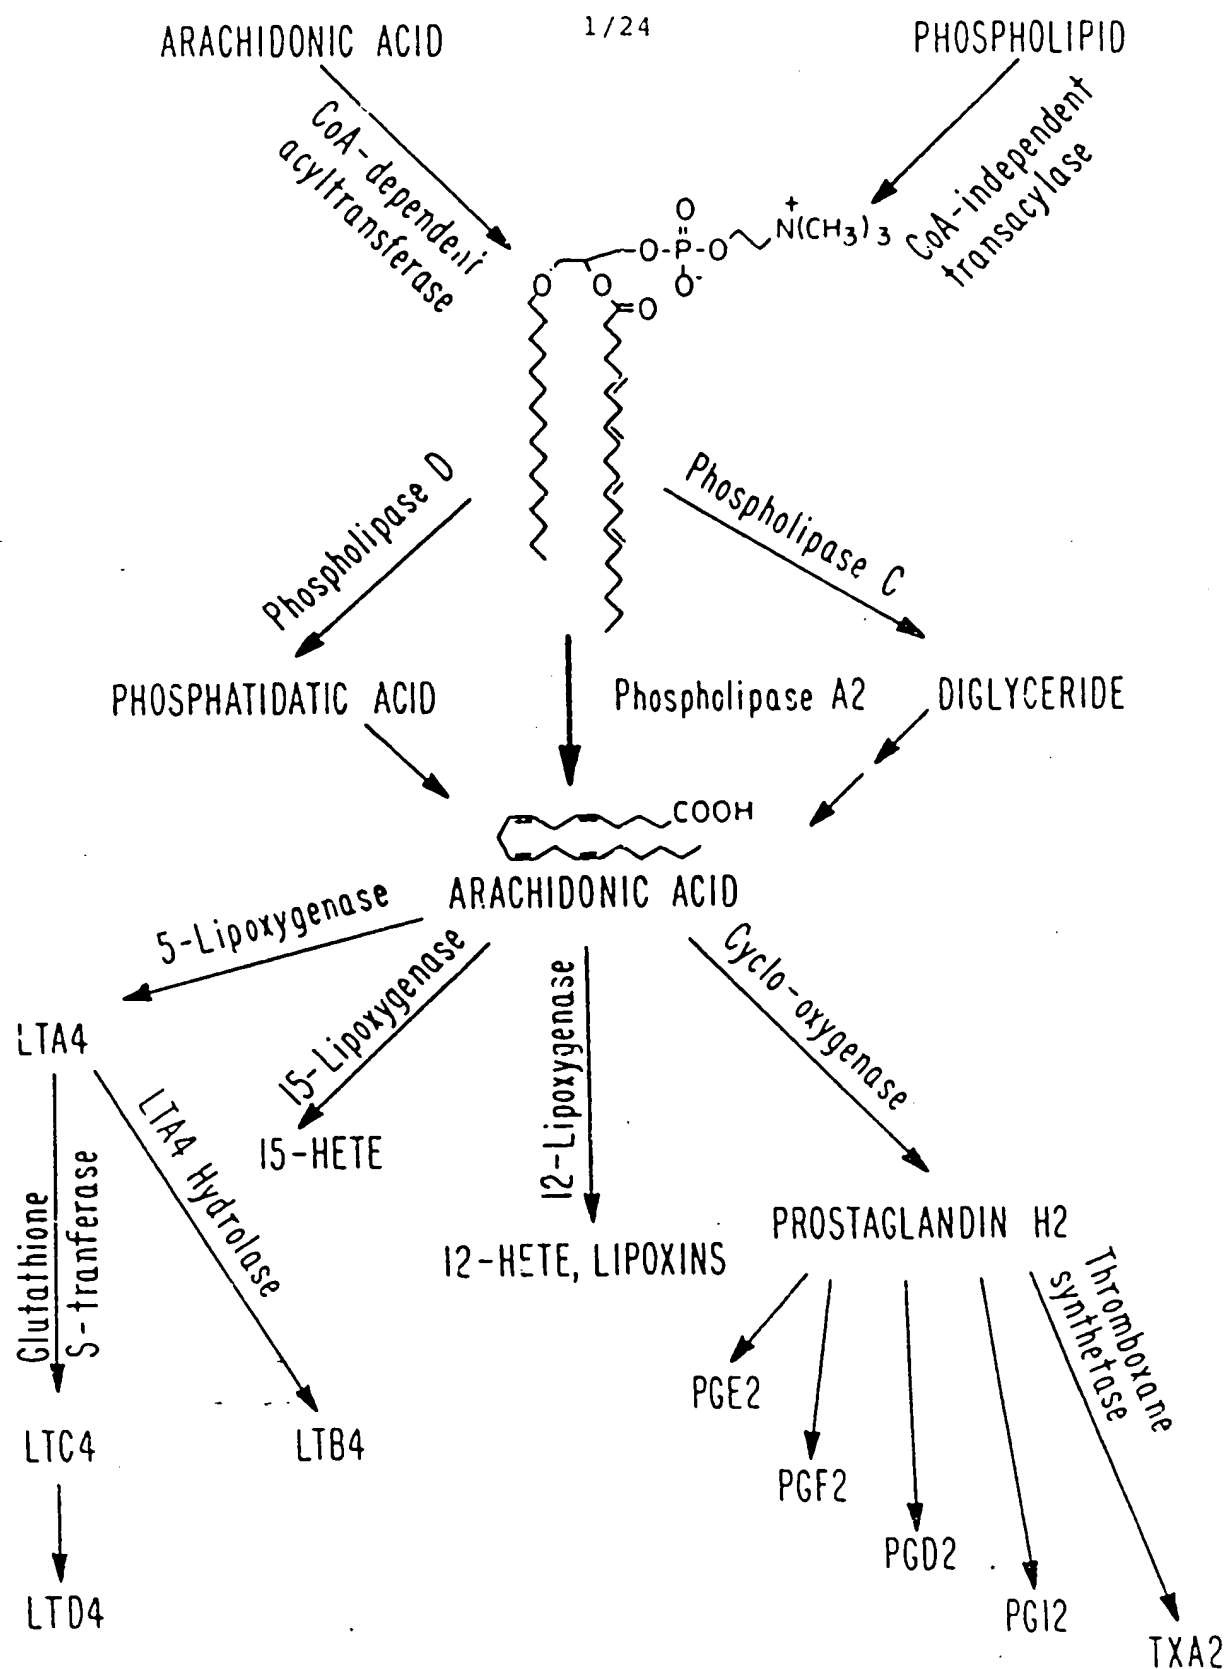 1/24
ARACHIDONIC ACID
PHOSPHOLIPID
CoA-dependent
acyltransferase
CoA-independent
transacylase
O
O-P-O
N(CH3)3
+
O-
O
O
O
Phospholipase D
Phospholipase C
PHOSPHATIDATIC ACID
Phospholipase A2
DIGLYCERIDE
COOH
ARACHIDONIC ACID
5-Lipoxygenase
15-Lipoxygenase
12-Lipoxygenase
Cyclo-oxygenase
LTA4
LTA4 Hydrolase
Glutathione
S-tranferase
15-HETE
12-HETE, LIPOXINS
PROSTAGLANDIN H2
Thromboxane
synthetase
PGE2
LTC4
LTB4
PGF2
PGD2
LTD4
PGI2
TXA2